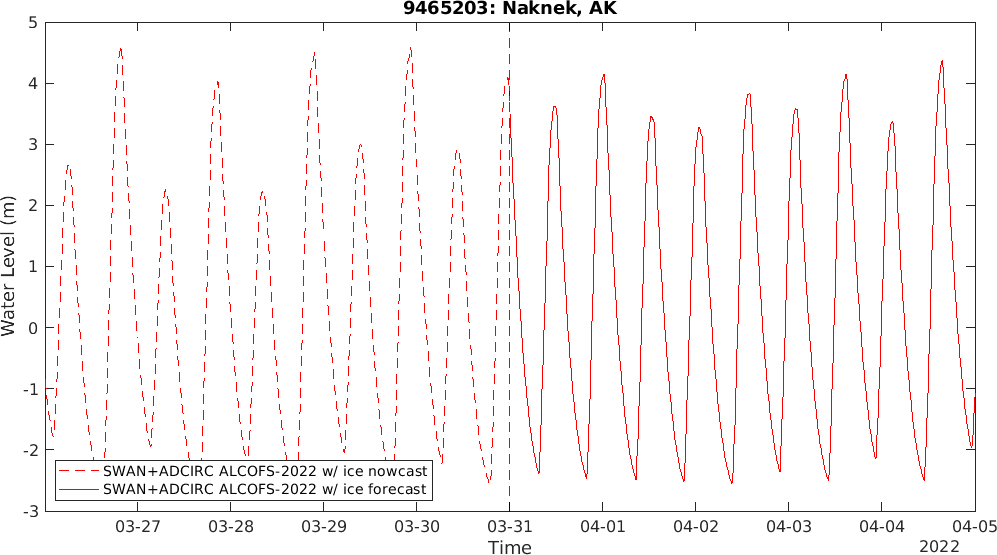 9465203: Naknek, AK
Water Level (m)
5
4
3
2
1
0
-1
-2
-3
SWAN+ADCIRC ALCOFS-2022 w/ ice nowcast
SWAN+ADCIRC ALCOFS-2022 w/ ice forecast
03-27 03-28 03-29 03-30 03-31 04-01 04-02 04-03 04-04 04-05
Time
2022